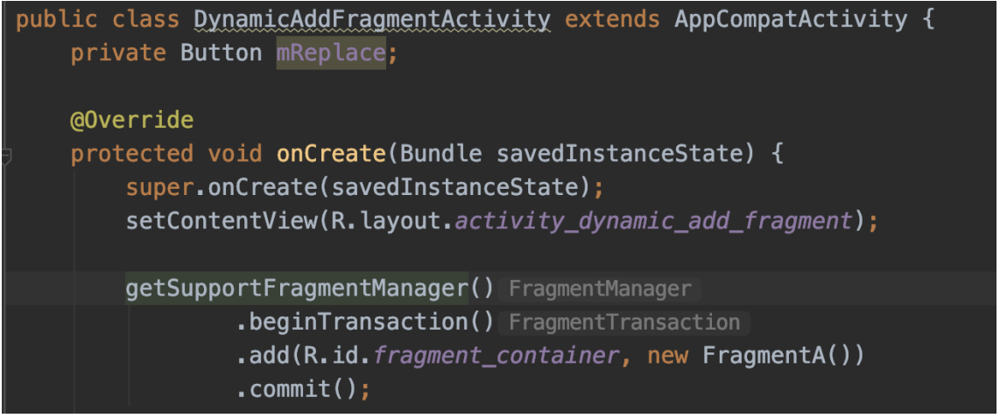 public class DynamicAddFragmentActivity extends AppCompatActivity {
private Button mReplace;
@Override
protected void onCreate(Bundle savedInstanceState) {
super.onCreate(savedInstanceState);
setContentView(R.layout.activity_dynamic_add_fragment);
getSupportFragmentManager() FragmentManager
.beginTransaction() FragmentTransaction
.add(R.id.fragment_container, new FragmentA())
.commit();